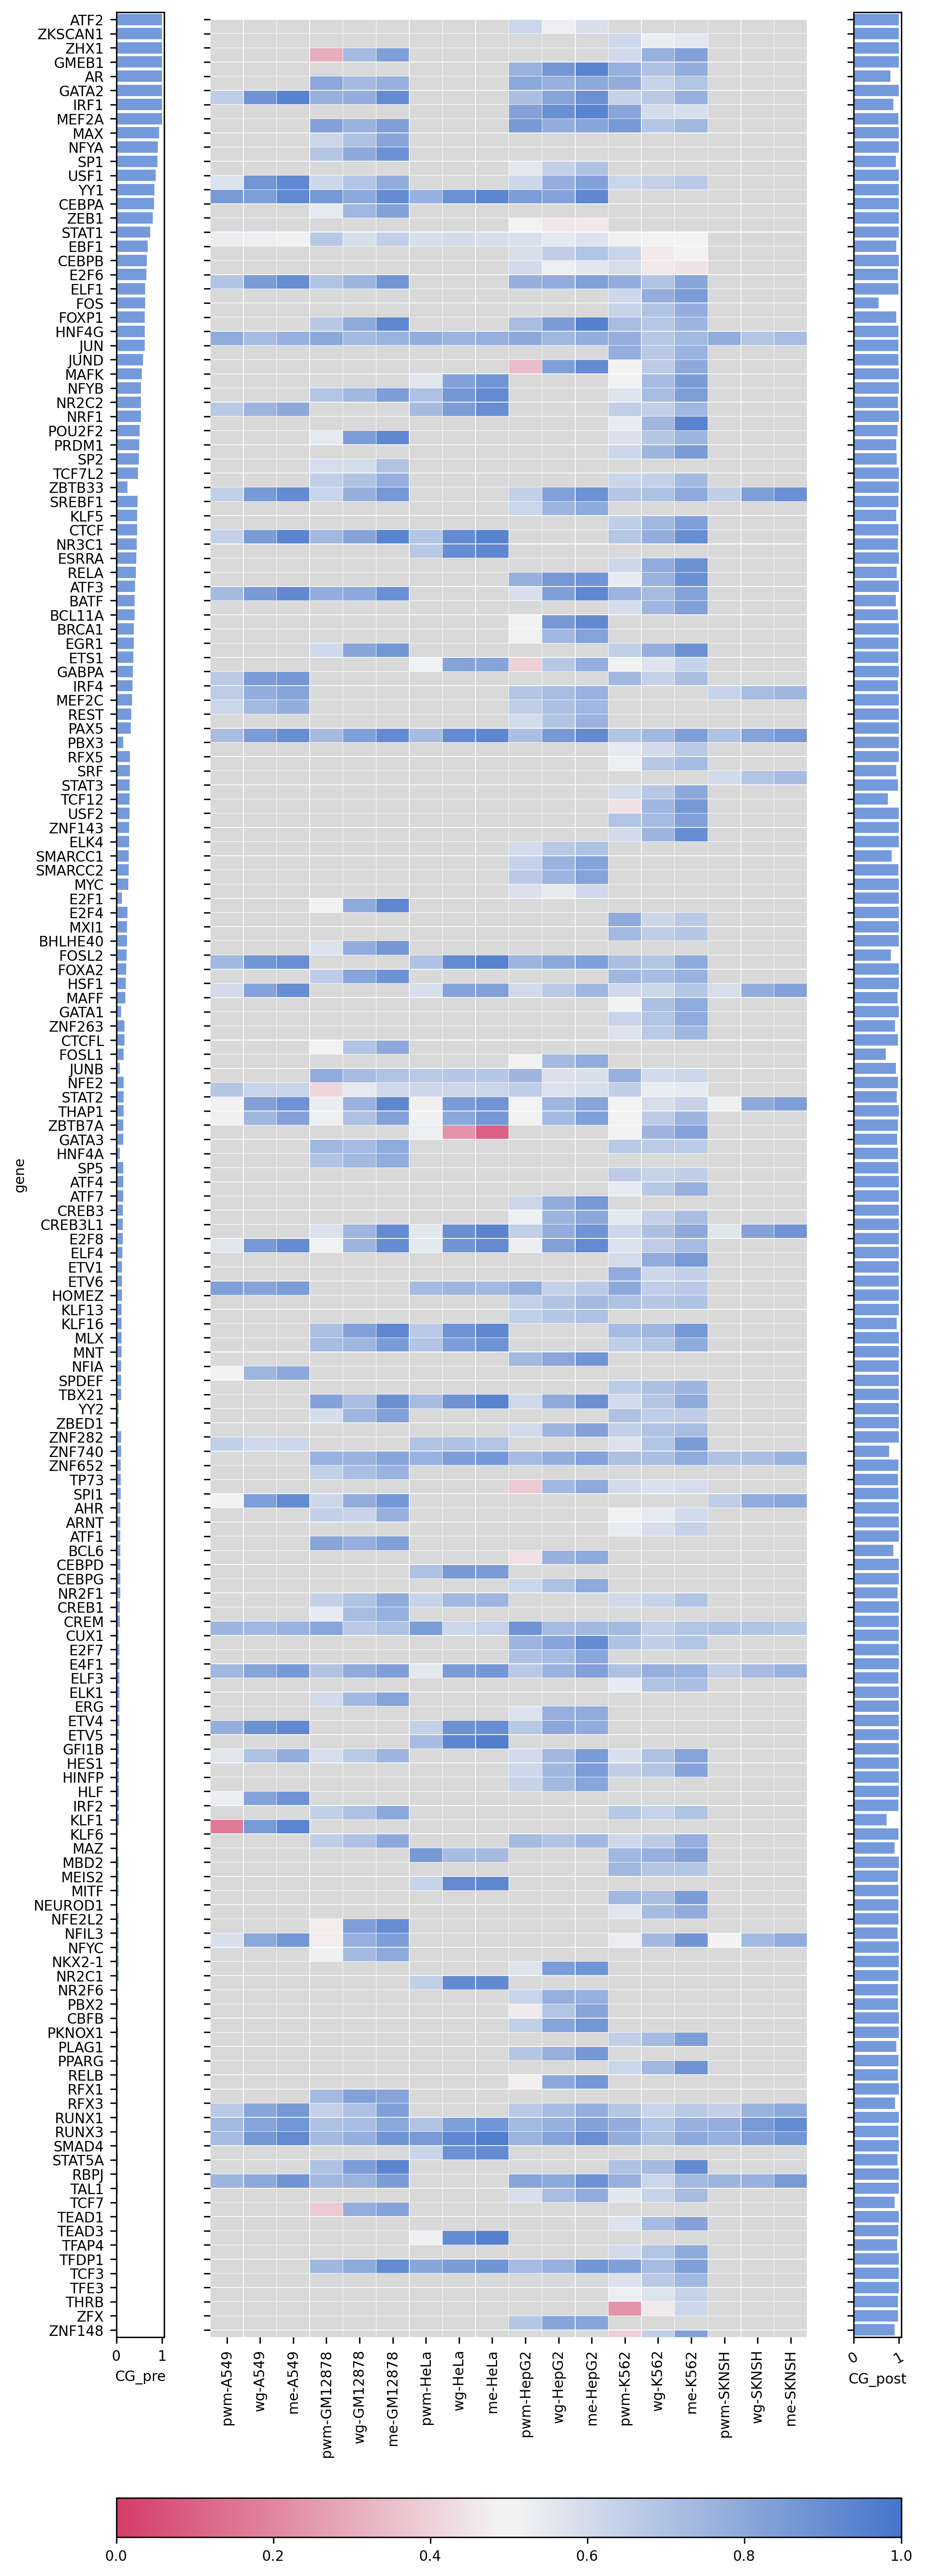 ATF2
ZKSCAN1
ZHX1
GMEB1
AR
GATA2
IRF1
MEF2A
MAX
NFYA
SP1
USF1
YY1
CEBPA
ZEB1
STAT1
EBF1
CEBPB
E2F6
ELF1
FOS
FOXP1
HNF4G
JUN
JUND
MAFK
NFYB
NR2C2
NRF1
POU2F2
PRDM1
SP2
TCF7L2
ZBTB33
SREBF1
KLF5
CTCF
NR3C1
ESRRA
RELA
ATF3
BATF
BCL11A
BRCA1
EGR1
ETS1
GABPA
IRF4
MEF2C
REST
PAX5
PBX3
RFX5
SRF
STAT3
TCF12
USF2
ZNF143
ELK4
SMARCC1
SMARCC2
MYC
E2F1
E2F4
MXI1
BHLHE40
FOSL2
FOXA2
HSF1
MAFF
GATA1
ZNF263
CTCFL
FOSL1
JUNB
NFE2
STAT2
THAP1
ZBTB7A
GATA3
HNF4A
SP5
ATF4
ATF7
CREB3
CREB3L1
E2F8
ELF4
ETV1
ETV6
HOMEZ
KLF13
KLF16
MLX
MNT
NFIA
SPDEF
TBX21
YY2
ZBED1
ZNF282
ZNF740
ZNF652
TP73
SPI1
AHR
ARNT
ATF1
BCL6
CEBPD
CEBPG
NR2F1
CREB1
CREM
CUX1
E2F7
E4F1
ELF3
ELK1
ERG
ETV4
ETV5
GFI1B
HES1
HINFP
HLF
IRF2
KLF1
KLF6
MAZ
MBD2
MEIS2
MITF
NEUROD1
NFE2L2
NFIL3
NFYC
NKX2-1
NR2C1
NR2F6
PBX2
CBFB
PKNOX1
PLAG1
PPARG
RELB
RFX1
RFX3
RUNX1
RUNX3
SMAD4
STAT5A
RBPJ
TAL1
TCF7
TEAD1
TEAD3
TFAP4
TFDP1
TCF3
TFE3
THRB
ZFX
ZNF148
gene
0 1
CG_pre
pwm-A549
wg-A549
me-A549
pwm-GM12878
wg-GM12878
me-GM12878
pwm-HeLa
wg-HeLa
me-HeLa
pwm-HepG2
wg-HepG2
me-HepG2
pwm-K562
wg-K562
me-K562
pwm-SKNSH
wg-SKNSH
me-SKNSH
0 1
CG_post
0.0 0.2 0.4 0.6 0.8 1.0